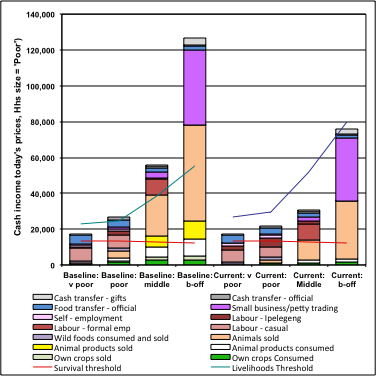 Cash income today's prices, Hhs size = "Poor")
140,000
120,000
100,000
80,000
60,000
40,000
20,000
0
Baseline: v poor
Baseline: poor
Baseline: middle
Baseline: b-off
Current: v poor
Current: poor
Current: Middle
Current: b-off
Cash transfer - gifts
Cash transfer - official
Food transfer - official
Small business/petty trading
Self - employment
Labour - Ipelegeng
Labour - formal emp
Labour - casual
Wild foods consumed and sold
Animals sold
Animal products sold
Animal products consumed
Own crops sold
Own crops Consumed
Survival threshold
Livelihoods Threshold